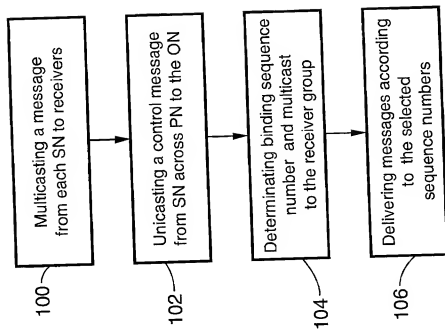 Multicasting a message
from each SN to receivers
100
Unicasting a control message
from SN across PN to the ON
102
Determinating binding sequence
number and multicast
to the receiver group
104
Delivering messages according
to the selected
sequence numbers
106